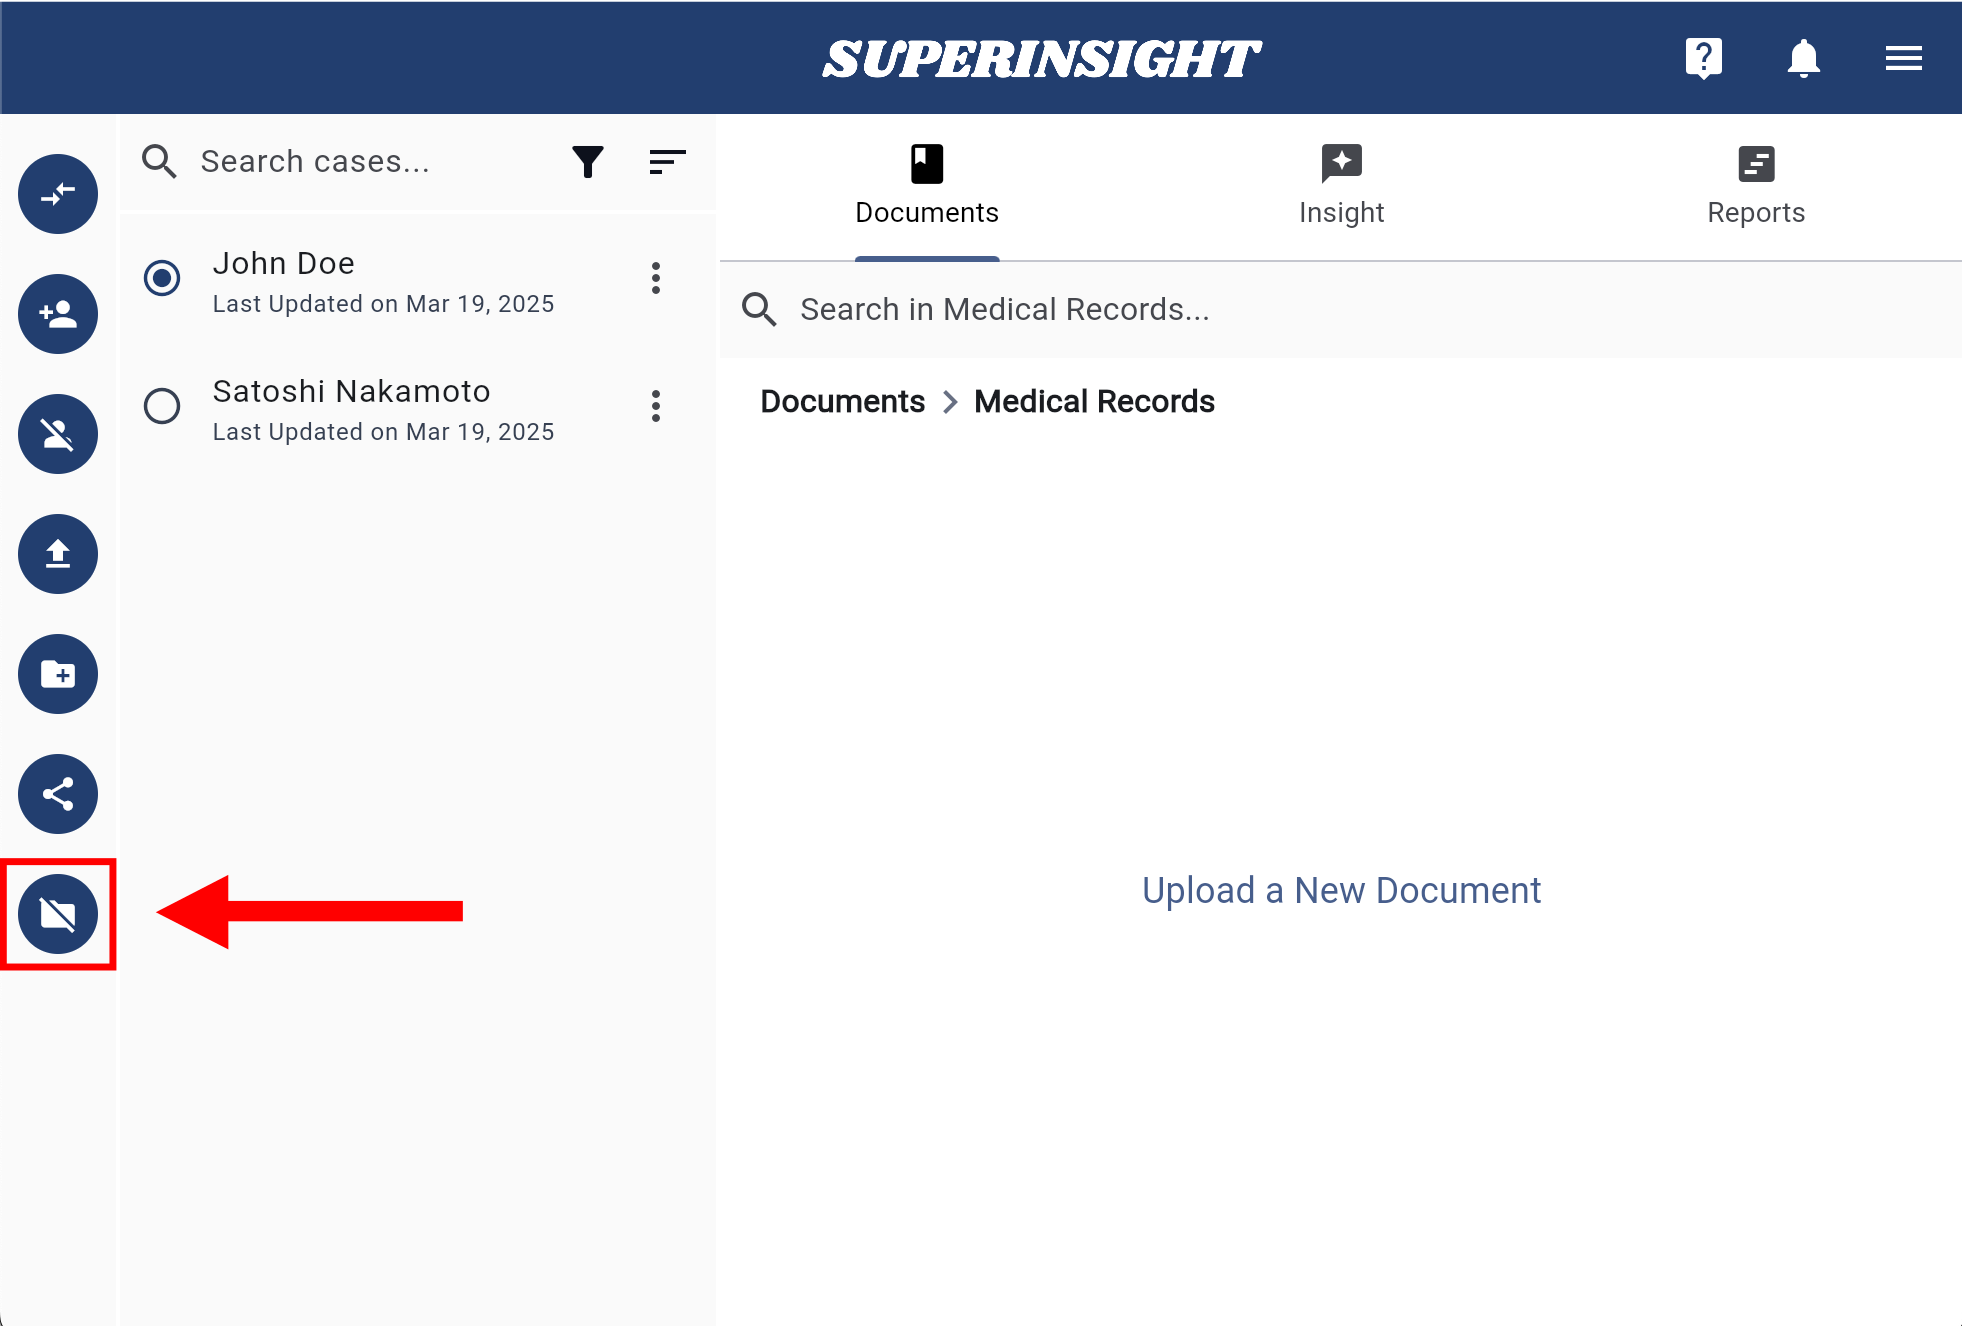 SUPERINSIGHT
Search cases...
John Doe
Last Updated on Mar 19, 2025
Satoshi Nakamoto
Last Updated on Mar 19, 2025
Documents
Insight
Reports
Search in Medical Records...
Documents > Medical Records
Upload a New Document